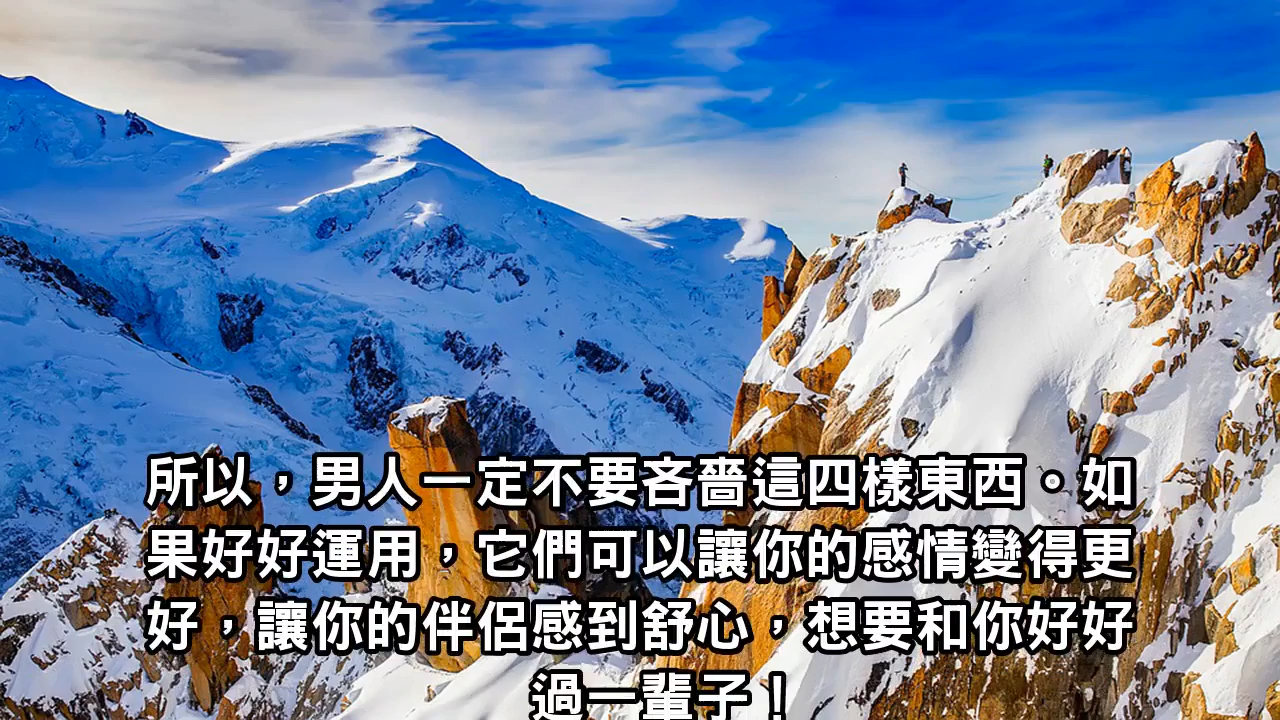 所以，男人一定不要吝嗇這四樣東西。如
果好好運用，它們可以讓你的感情變得更
好，讓你的伴侶感到舒心，想要和你好好
過一輩子！